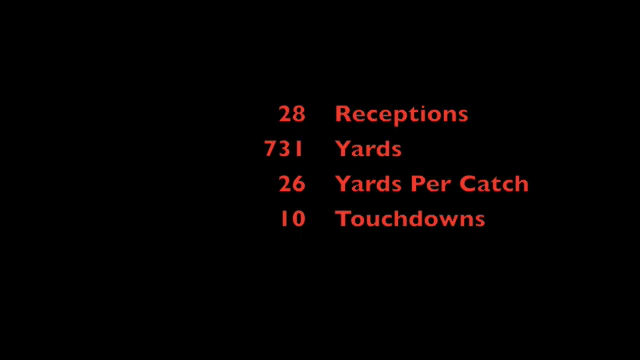 28 Receptions
731 Yards
26 Yards Per Catch
10 Touchdowns